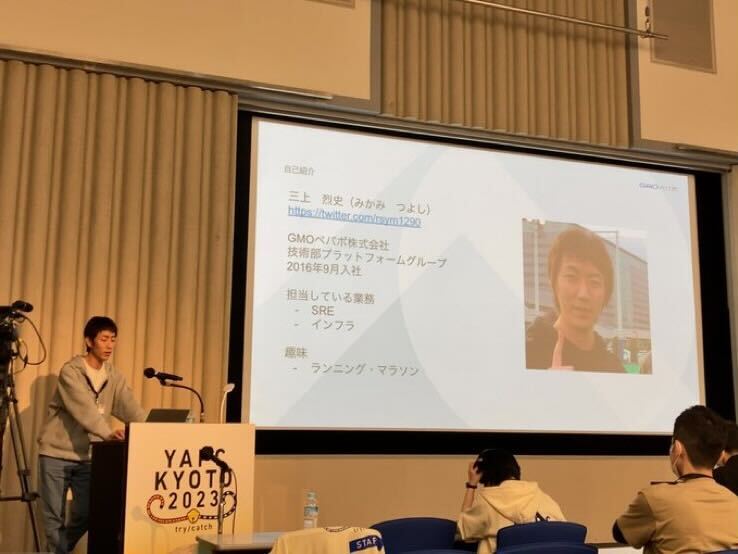 自己紹介
三上 烈史（みかみ つよし）
https://twitter.com/rsym1290
GMOペパボ株式会社
技術部プラットフォームグループ
2016年9月入社
担当している業務
- SRE
- インフラ
趣味
- ランニング・マラソン
YAPC
KYOTO
2023
try/catch
STAF